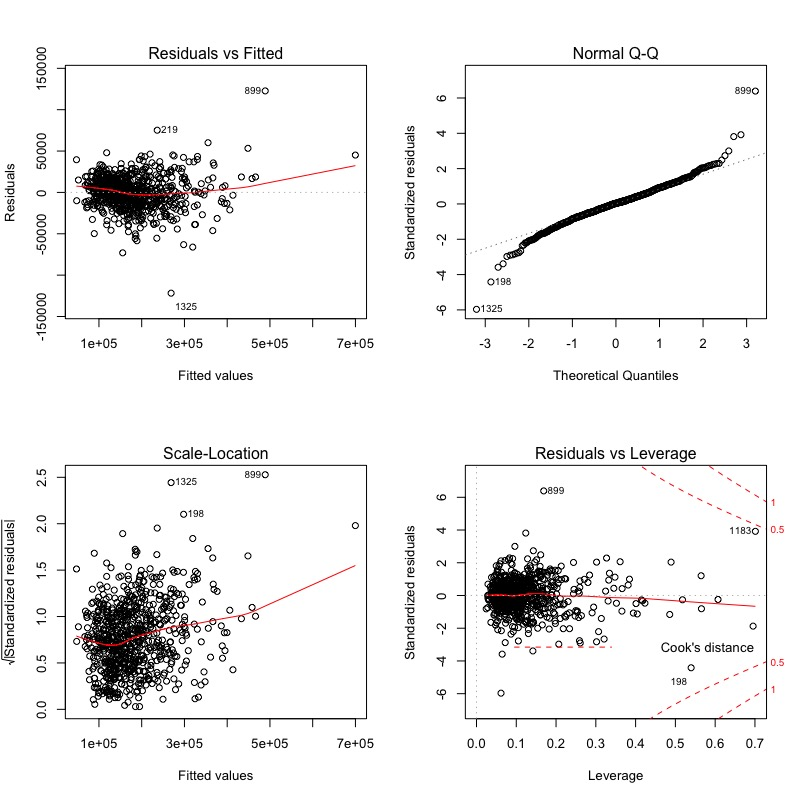 Residuals vs Fitted
Residuals
-150000 -50000 0 50000 150000
899
219
1325
1e+05 3e+05 5e+05 7e+05
Fitted values
Normal Q-Q
Standardized residuals
-6 -4 -2 0 2 4 6
899
198
1325
-3 -2 -1 0 1 2 3
Theoretical Quantiles
Scale-Location
√|Standardized residuals|
0.0 0.5 1.0 1.5 2.0 2.5
1325
899
198
1e+05 3e+05 5e+05 7e+05
Fitted values
Residuals vs Leverage
Standardized residuals
-6 -4 -2 0 2 4 6
899
1183
198
Cook's distance
1
0.5
0.5
1
0.0 0.1 0.2 0.3 0.4 0.5 0.6 0.7
Leverage